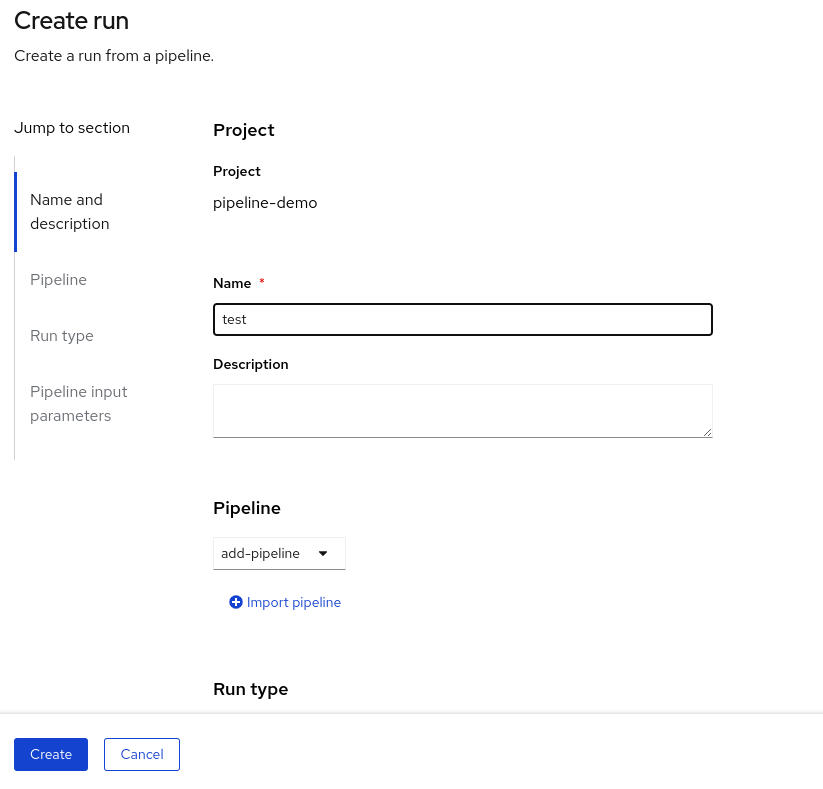 Create run
Create a run from a pipeline.
Jump to section
Name and
description
Pipeline
Run type
Pipeline input
parameters
Project
Project
pipeline-demo
Name *
test
Description
Pipeline
add-pipeline
Import pipeline
Run type
Create
Cancel